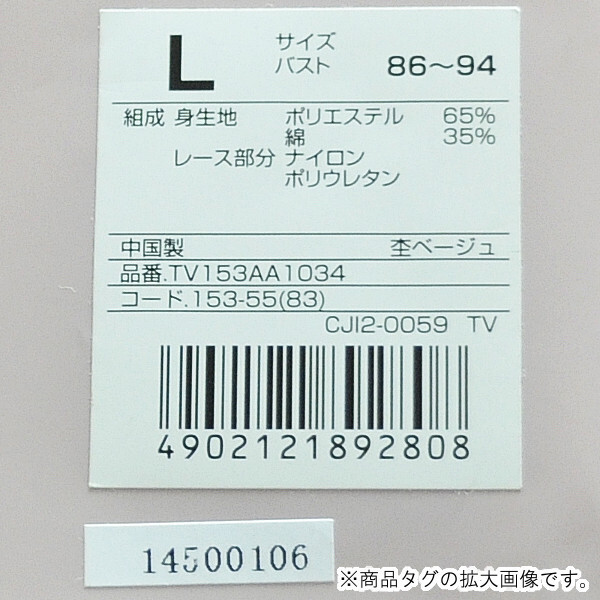 L サイズ
バスト 86〜94
組成 身生地 ポリエステル 65%
綿 35%
レース部分 ナイロン
ポリウレタン
中国製 杢ベージュ
品番.TV153AA1034
コード.153-55(83)
CJI2-0059 TV
4902121892808
14500106
※商品タグの拡大画像です。